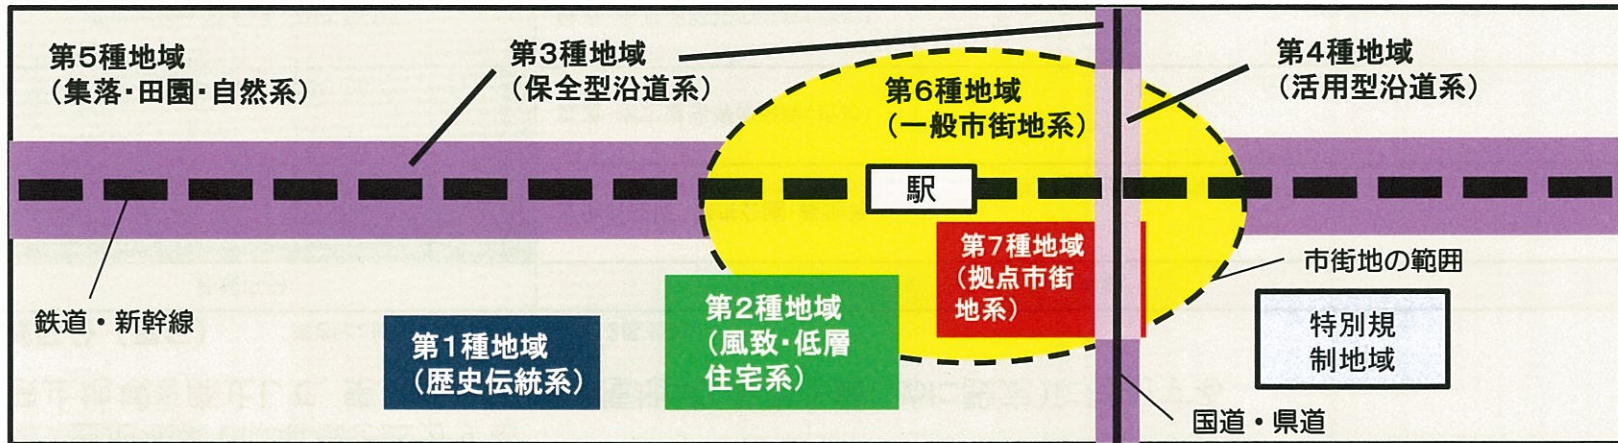 第5種地域
(集落・田園・自然系)
第3種地域
(保全型沿道系)
第6種地域
(一般市街地系)
第4種地域
(活用型沿道系)
駅
第7種地域
(拠点市街
地系)
市街地の範囲
鉄道・新幹線
第1種地域
(歴史伝統系)
第2種地域
(風致・低層
住宅系)
特別規
制地域
国道・県道